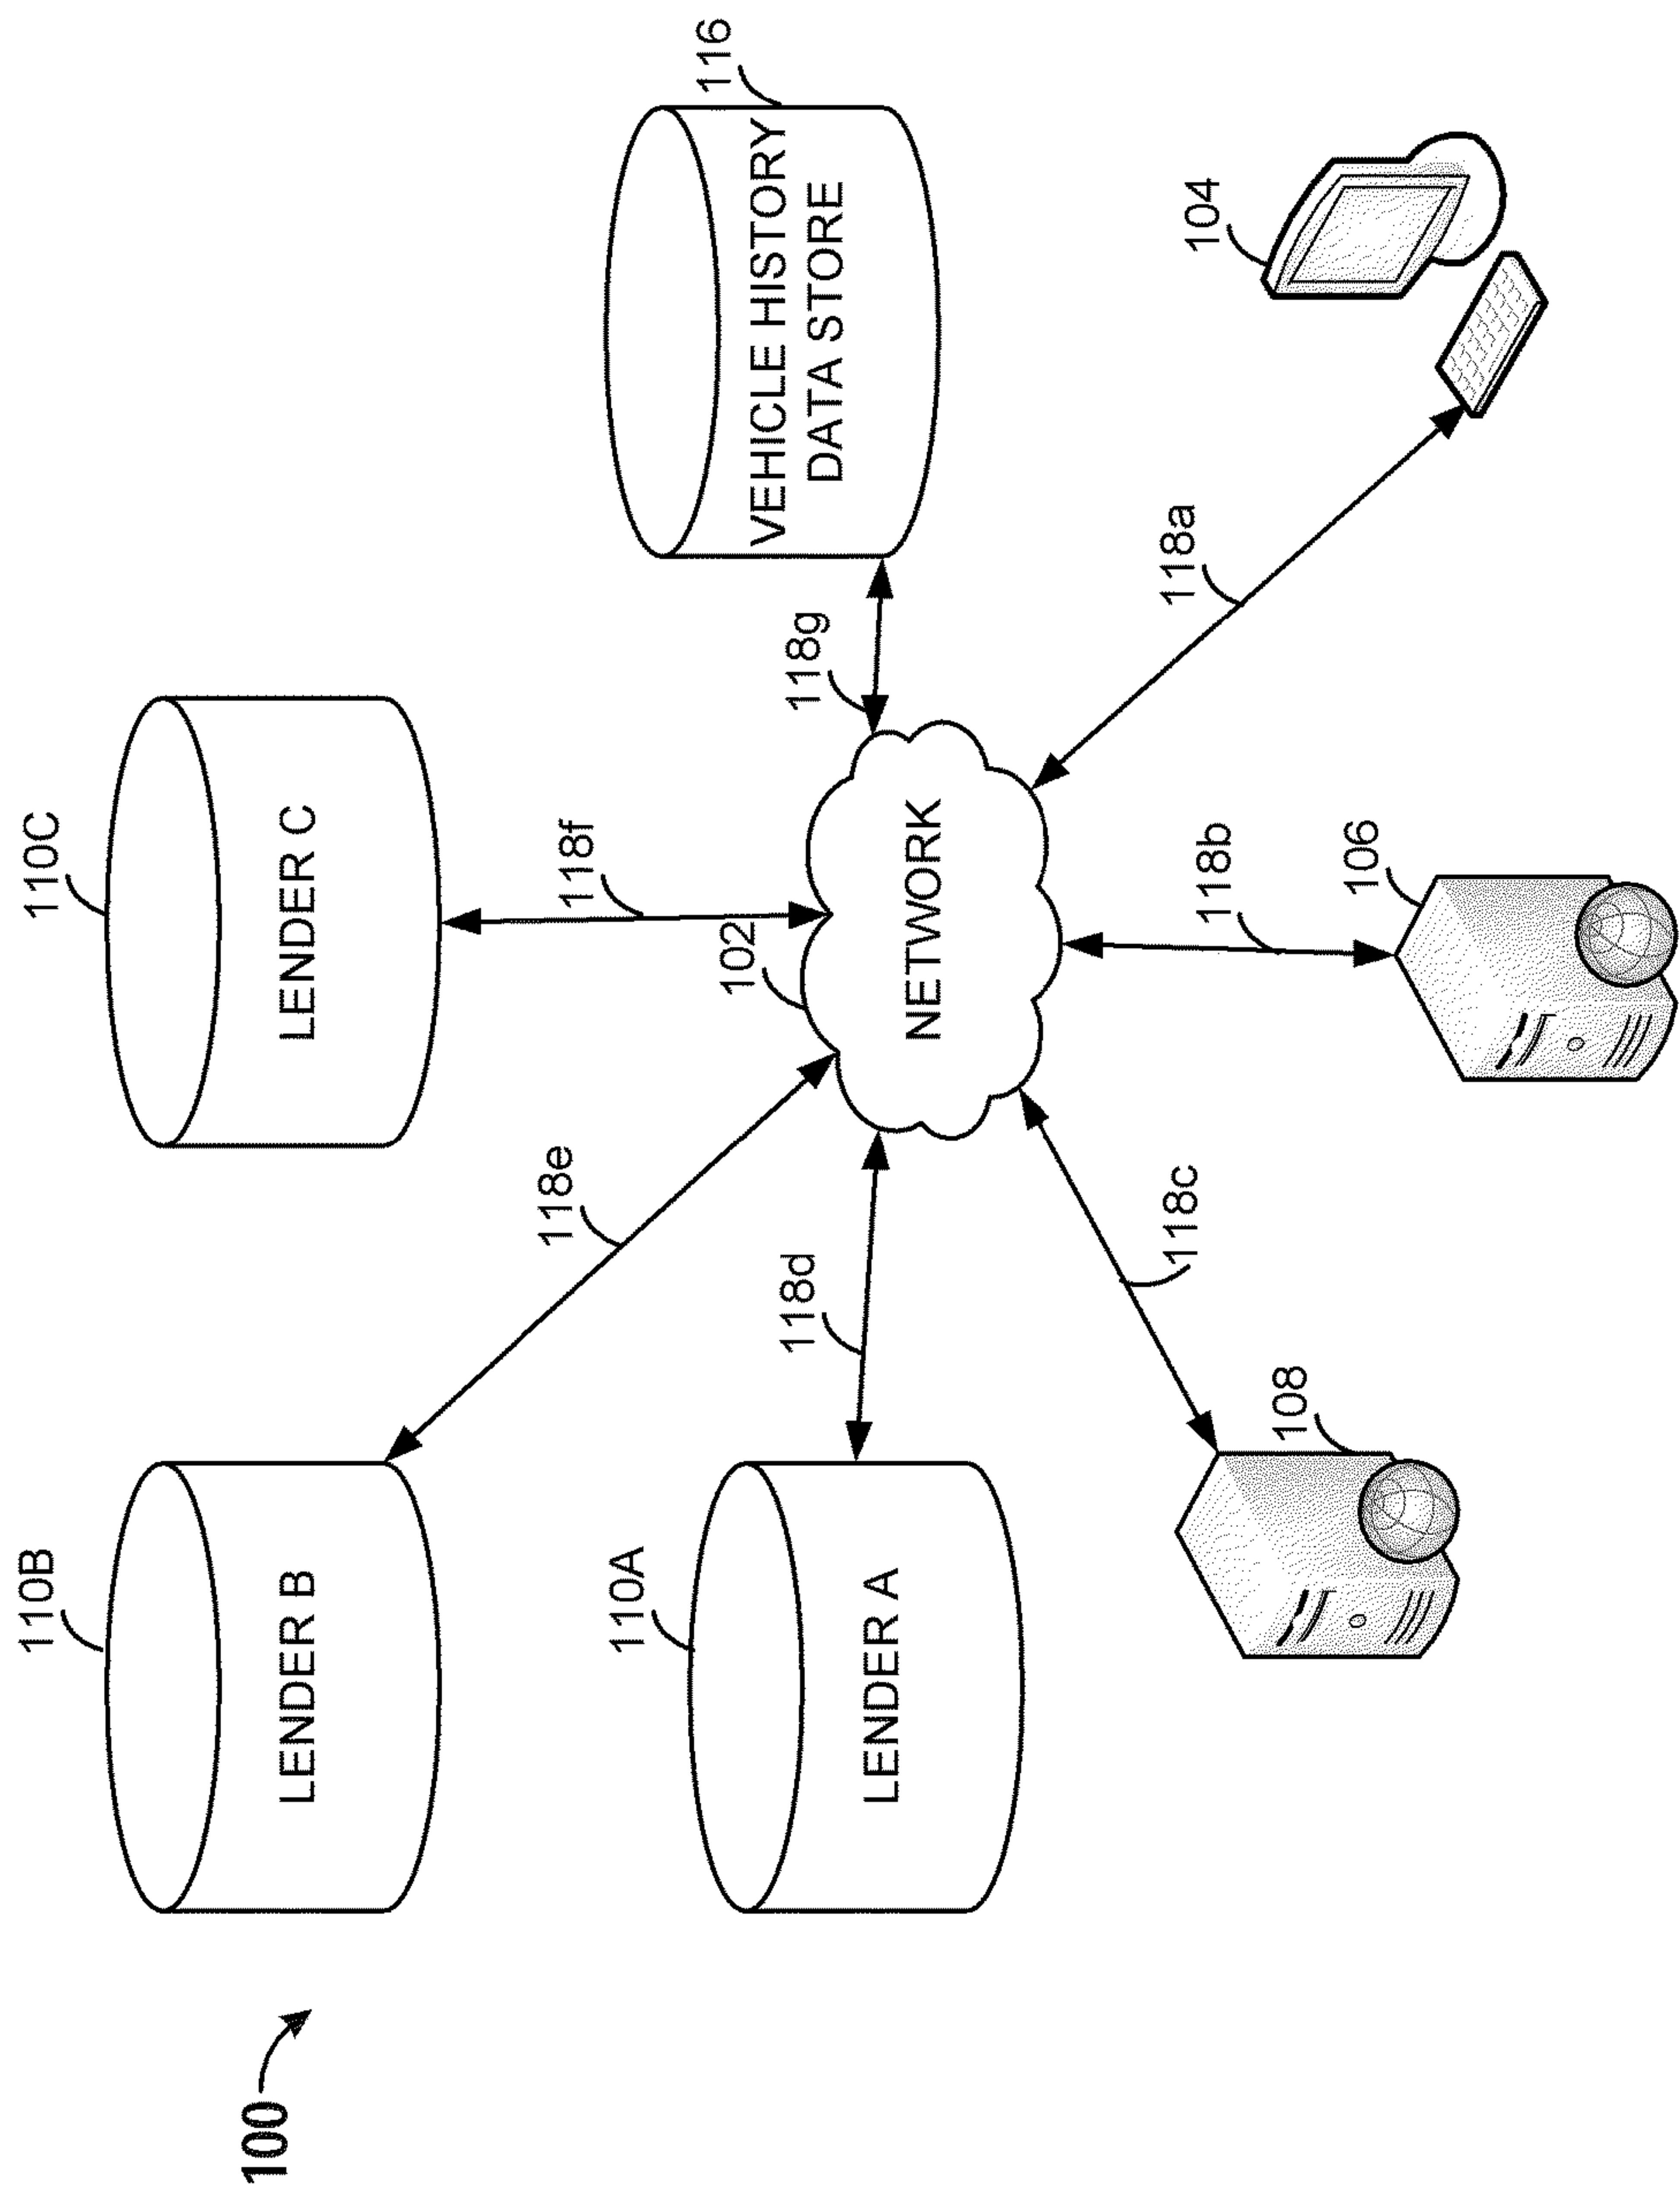 100
110B
LENDER B
110C
LENDER C
118e
118f
110A
LENDER A
118d
102
NETWORK
118g
116
VEHICLE HISTORY
DATA STORE
108
118c
118b
106
118a
104